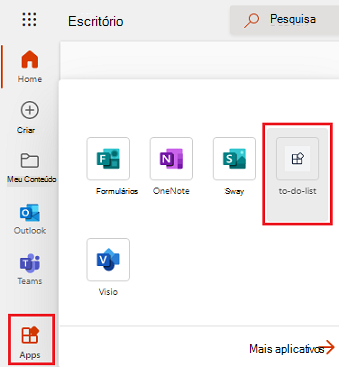 Escritório
Pesquisa
Home
Criar
Meu Conteúdo
Outlook
Teams
Apps
Formulários
OneNote
Sway
to-do-list
Visio
Mais aplicativos